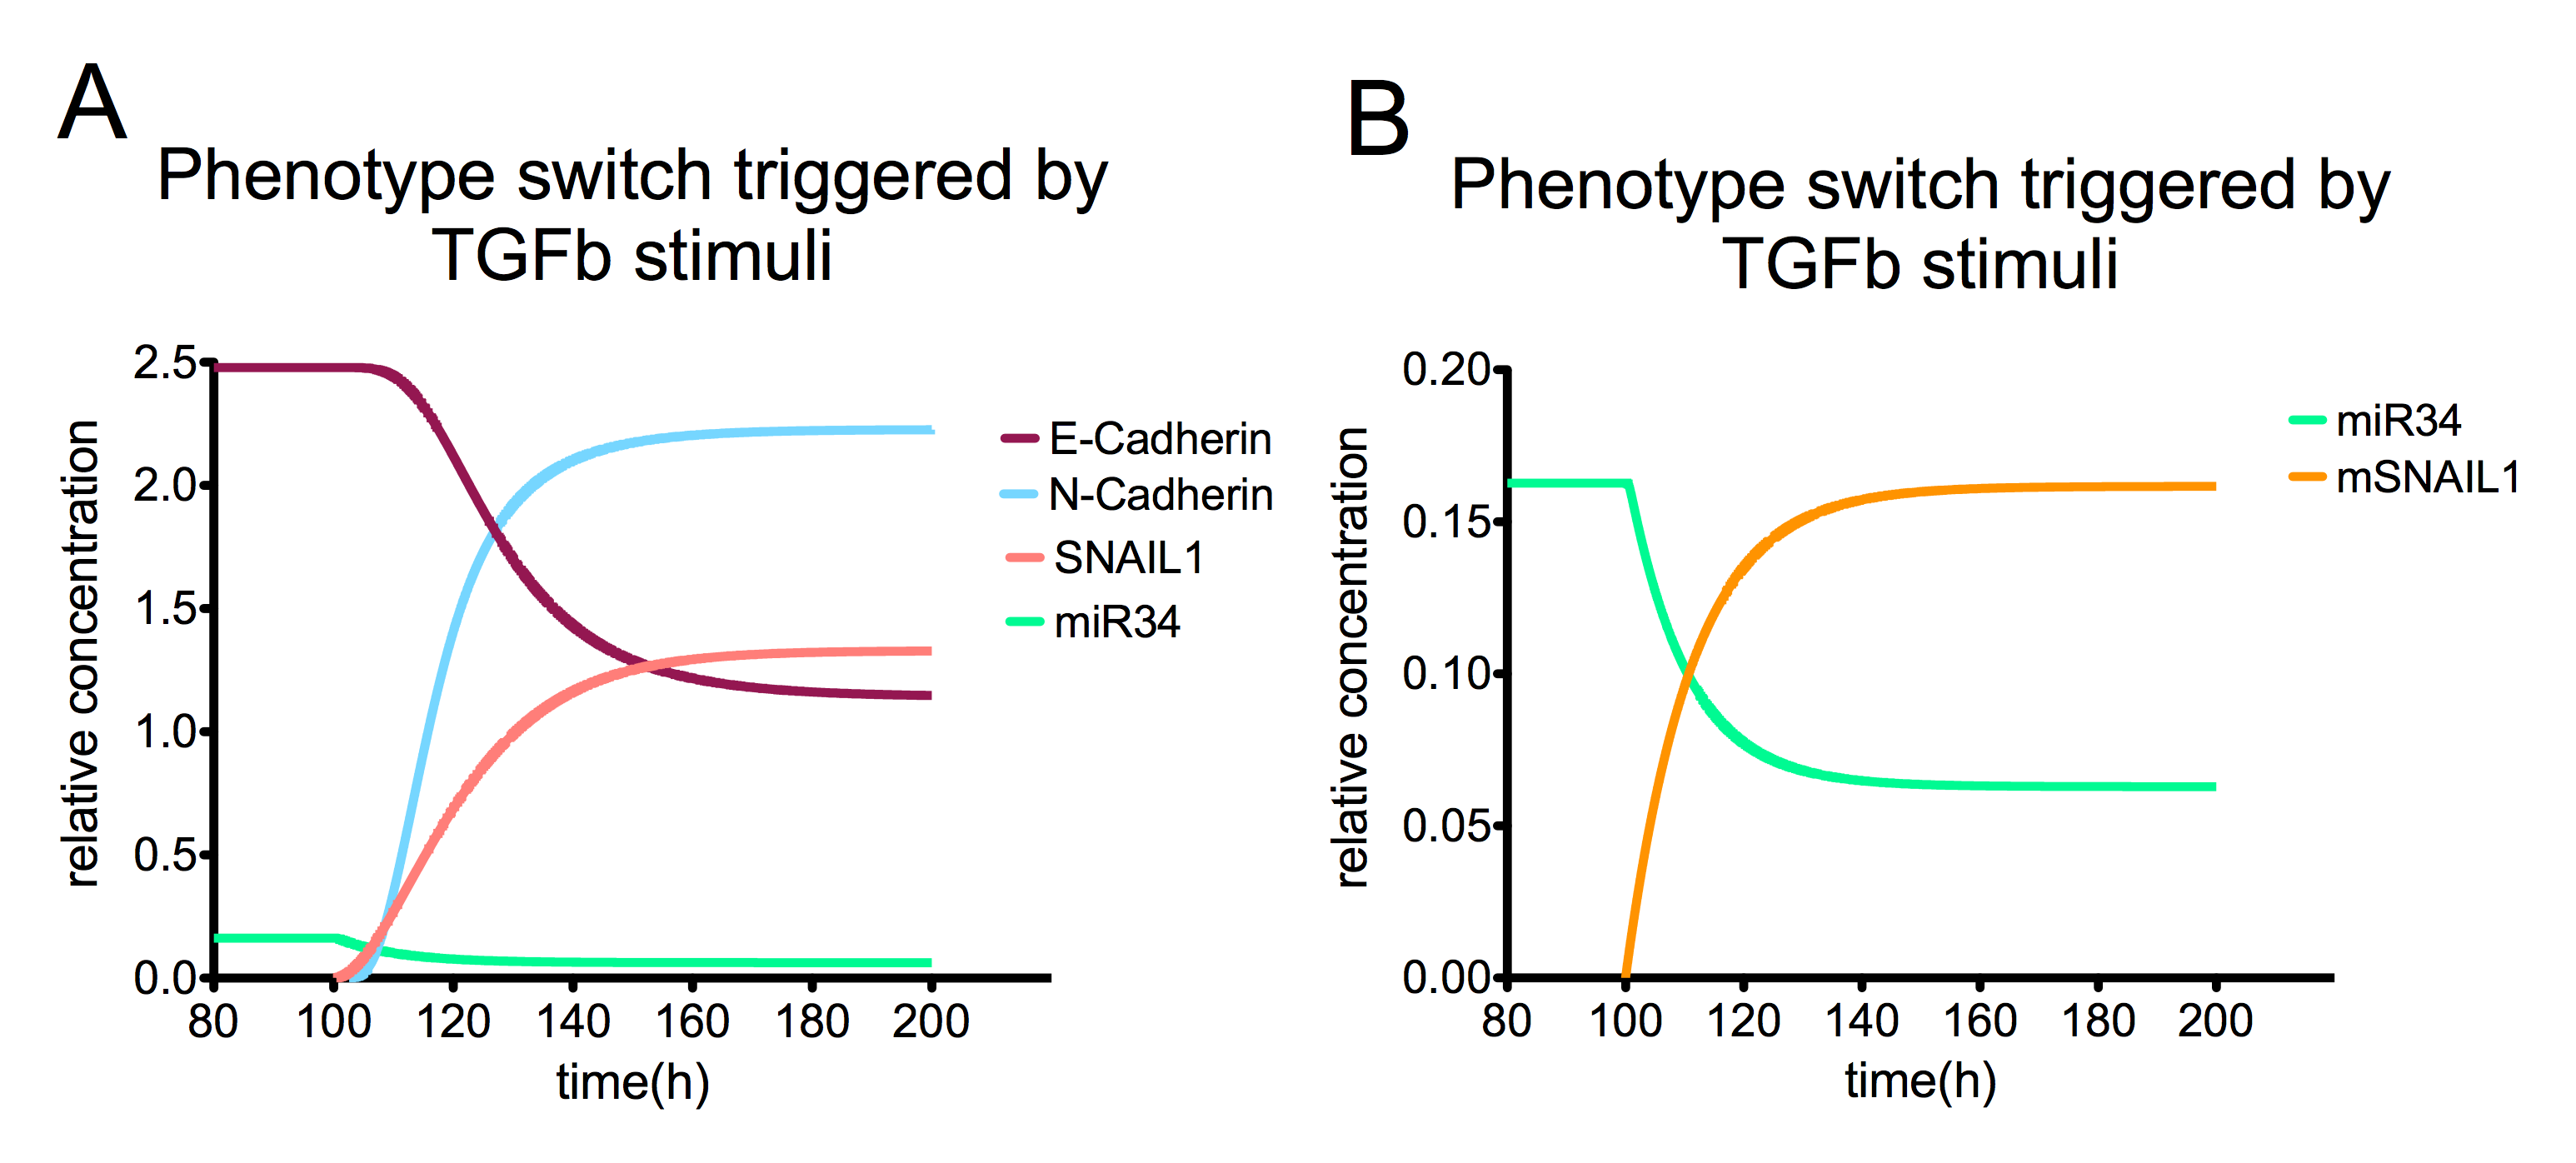 A
Phenotype switch triggered by
TGFb stimuli
relative concentration
2.5
2.0
1.5
1.0
0.5
0.0
80 100 120 140 160 180 200
time(h)
E-Cadherin
N-Cadherin
SNAIL1
miR34
B
Phenotype switch triggered by
TGFb stimuli
relative concentration
0.20
0.15
0.10
0.05
0.00
80 100 120 140 160 180 200
time(h)
miR34
mSNAIL1